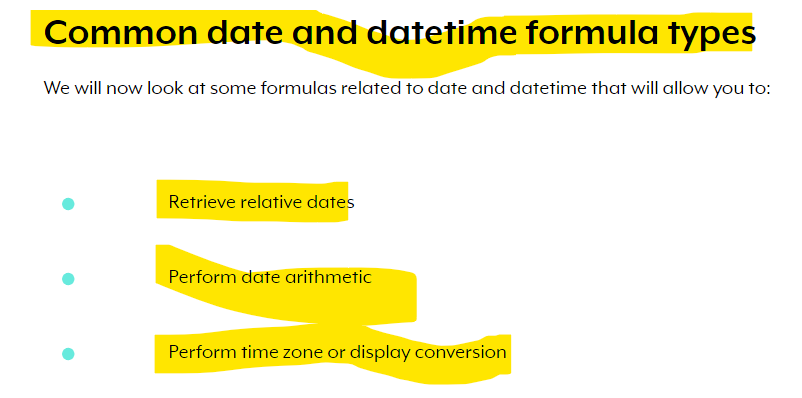 Common date and datetime formula types
We will now look at some formulas related to date and datetime that will allow you to:
Retrieve relative dates
Perform date arithmetic
Perform time zone or display conversion